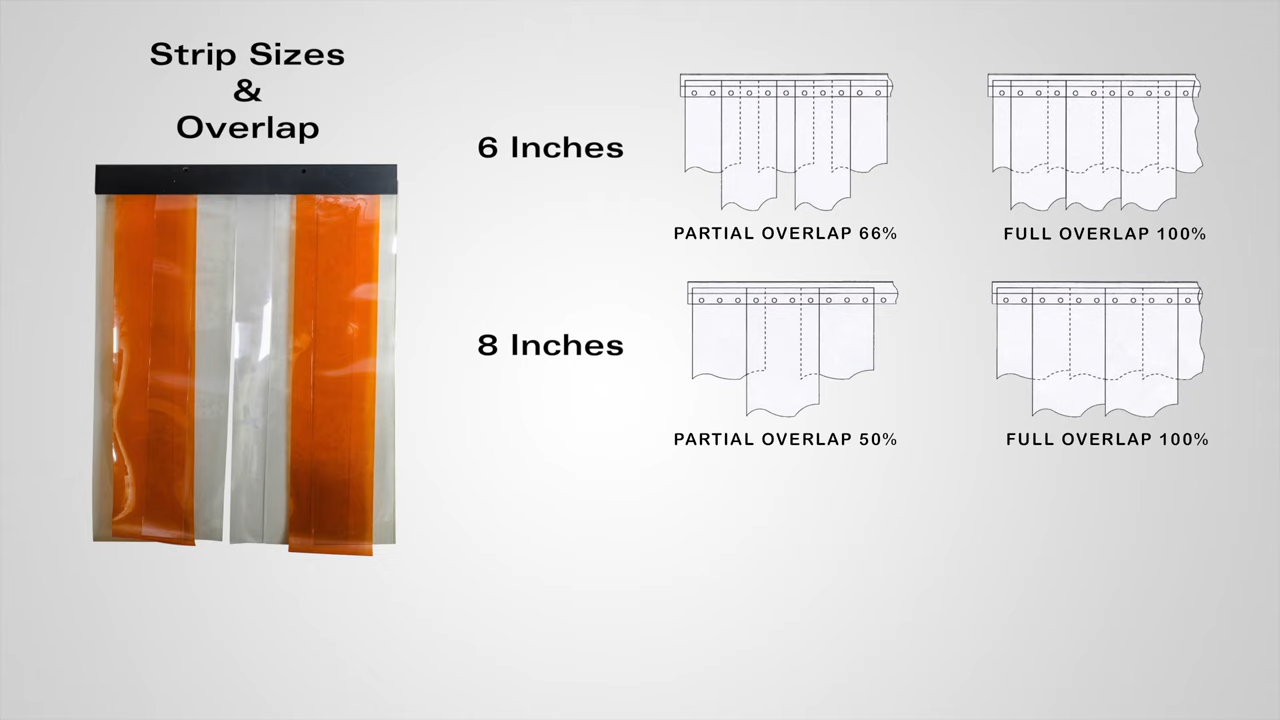 Strip Sizes
&
Overlap
6 Inches
PARTIAL OVERLAP 66%
FULL OVERLAP 100%
8 Inches
PARTIAL OVERLAP 50%
FULL OVERLAP 100%